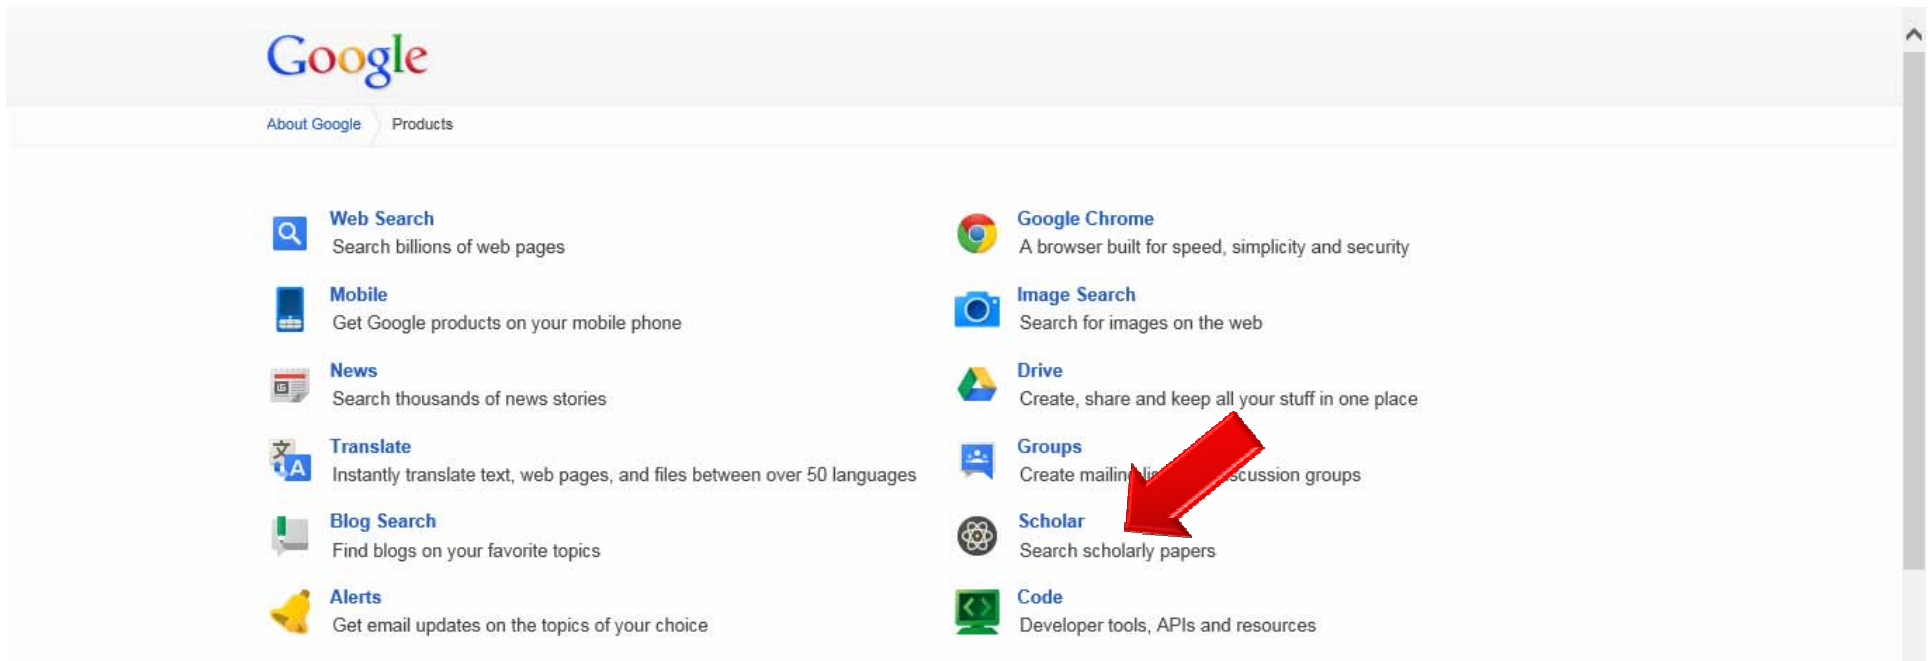 Google
About Google Products
Web Search
Search billions of web pages
Google Chrome
A browser built for speed, simplicity and security
Mobile
Get Google products on your mobile phone
Image Search
Search for images on the web
News
Search thousands of news stories
Drive
Create, share and keep all your stuff in one place
Translate
Instantly translate text, web pages, and files between over 50 languages
Groups
Create mailing discussion groups
Blog Search
Find blogs on your favorite topics
Scholar
Search scholarly papers
Alerts
Get email updates on the topics of your choice
Code
Developer tools, APIs and resources